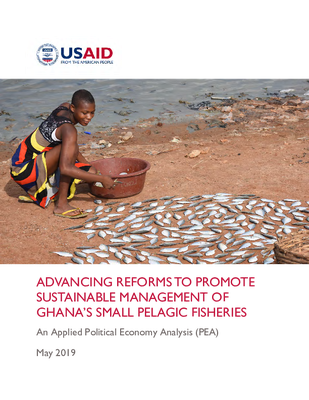 USAID
FROM THE AMERICAN PEOPLE
ADVANCING REFORMS TO PROMOTE
SUSTAINABLE MANAGEMENT OF
GHANA'S SMALL PELAGIC FISHERIES
An Applied Political Economy Analysis (PEA)
May 2019